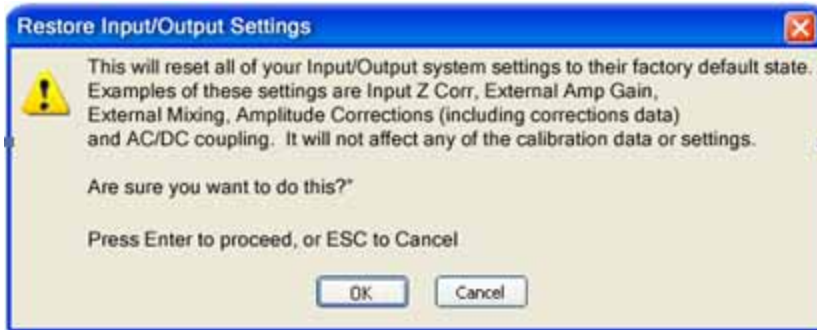 Restore Input/Output Settings
This will reset all of your Input/Output system settings to their factory default state.
Examples of these settings are Input Z Corr, External Amp Gain,
External Mixing, Amplitude Corrections (including corrections data)
and AC/DC coupling.  It will not affect any of the calibration data or settings.
Are sure you want to do this?"
Press Enter to proceed, or ESC to Cancel
OK
Cancel